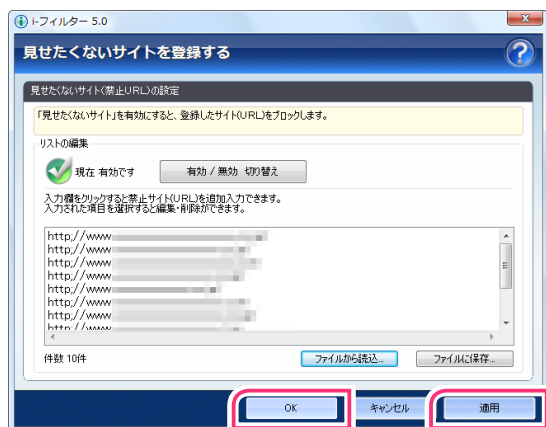 i-フィルター 5.0
見せたくないサイトを登録する
見せたくないサイト(禁止URL)の設定
「見せたくないサイト」を有効にすると、登録したサイト(URL)をブロックします。
リストの編集
現在 有効です
有効 / 無効 切り替え
入力欄をクリックすると禁止サイト(URL)を追加入力できます。
入力された項目を選択すると編集・削除ができます。
http://www
http://www
http://www
http://www
http://www
http://www
http://www
http://www
件数 10件
ファイルから読込...
ファイルに保存...
OK
キャンセル
適用